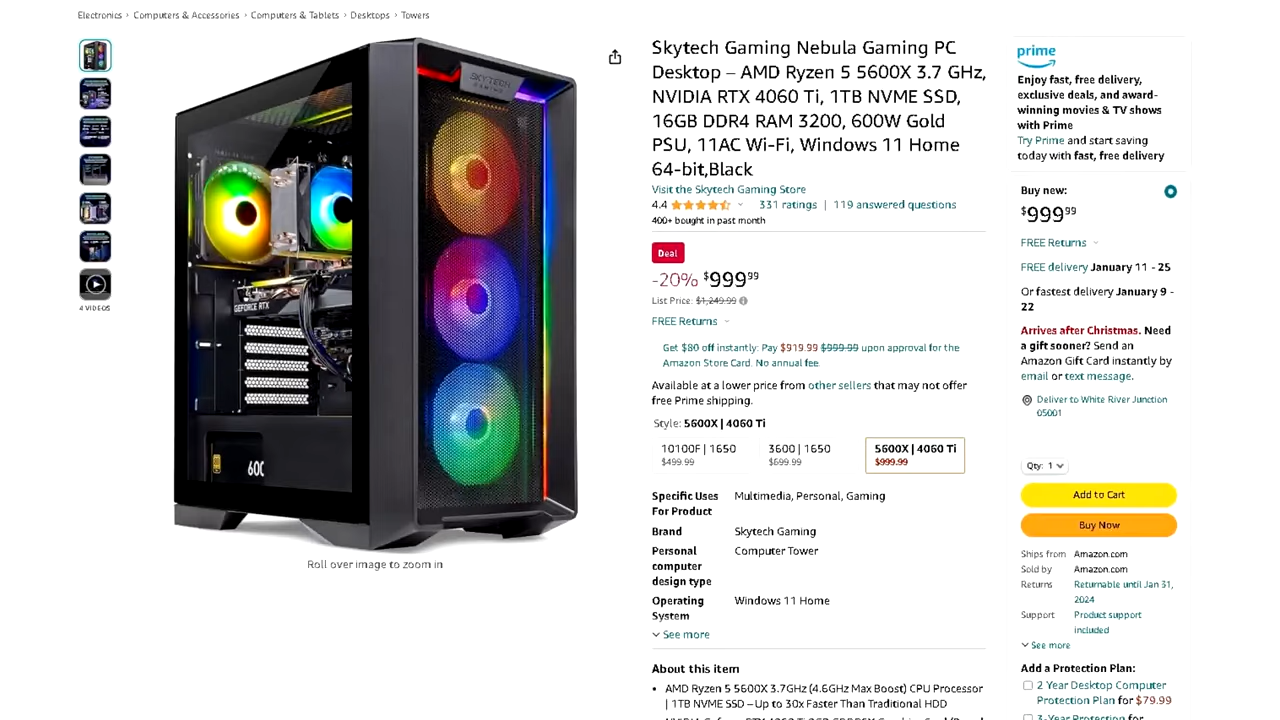 Electronics › Computers & Accessories › Computers & Tablets › Desktops › Towers
SKYTECH
GAMING
GEFORCE RTX
600
4 VIDEOS
Roll over image to zoom in
Skytech Gaming Nebula Gaming PC
Desktop – AMD Ryzen 5 5600X 3.7 GHz,
NVIDIA RTX 4060 Ti, 1TB NVME SSD,
16GB DDR4 RAM 3200, 600W Gold
PSU, 11AC Wi-Fi, Windows 11 Home
64-bit,Black
Visit the Skytech Gaming Store
4.4 331 ratings | 119 answered questions
400+ bought in past month
Deal
-20% $999 99
List Price: $1,249.99
FREE Returns
Get $80 off instantly: Pay $919.99 $999.99 upon approval for the
Amazon Store Card. No annual fee.
Available at a lower price from other sellers that may not offer
free Prime shipping.
Style: 5600X | 4060 Ti
10100F | 1650
$499.99
3600 | 1650
$699.99
5600X | 4060 Ti
$999.99
Specific Uses For Product Multimedia, Personal, Gaming
Brand Skytech Gaming
Personal computer design type Computer Tower
Operating System Windows 11 Home
See more
About this item
• AMD Ryzen 5 5600X 3.7GHz (4.6GHz Max Boost) CPU Processor
| 1TB NVME SSD – Up to 30x Faster Than Traditional HDD
prime
Enjoy fast, free delivery,
exclusive deals, and award-
winning movies & TV shows
with Prime
Try Prime and start saving
today with fast, free delivery
Buy new:
$999 99
FREE Returns
FREE delivery January 11 - 25
Or fastest delivery January 9 -
22
Arrives after Christmas. Need
a gift sooner? Send an
Amazon Gift Card instantly by
email or text message.
Deliver to White River Junction
05001
Qty: 1
Add to Cart
Buy Now
Ships from Amazon.com
Sold by Amazon.com
Returns Returnable until Jan 31,
2024
Support Product support
included
See more
Add a Protection Plan:
2 Year Desktop Computer
Protection Plan for $79.99
3-Year Protection for